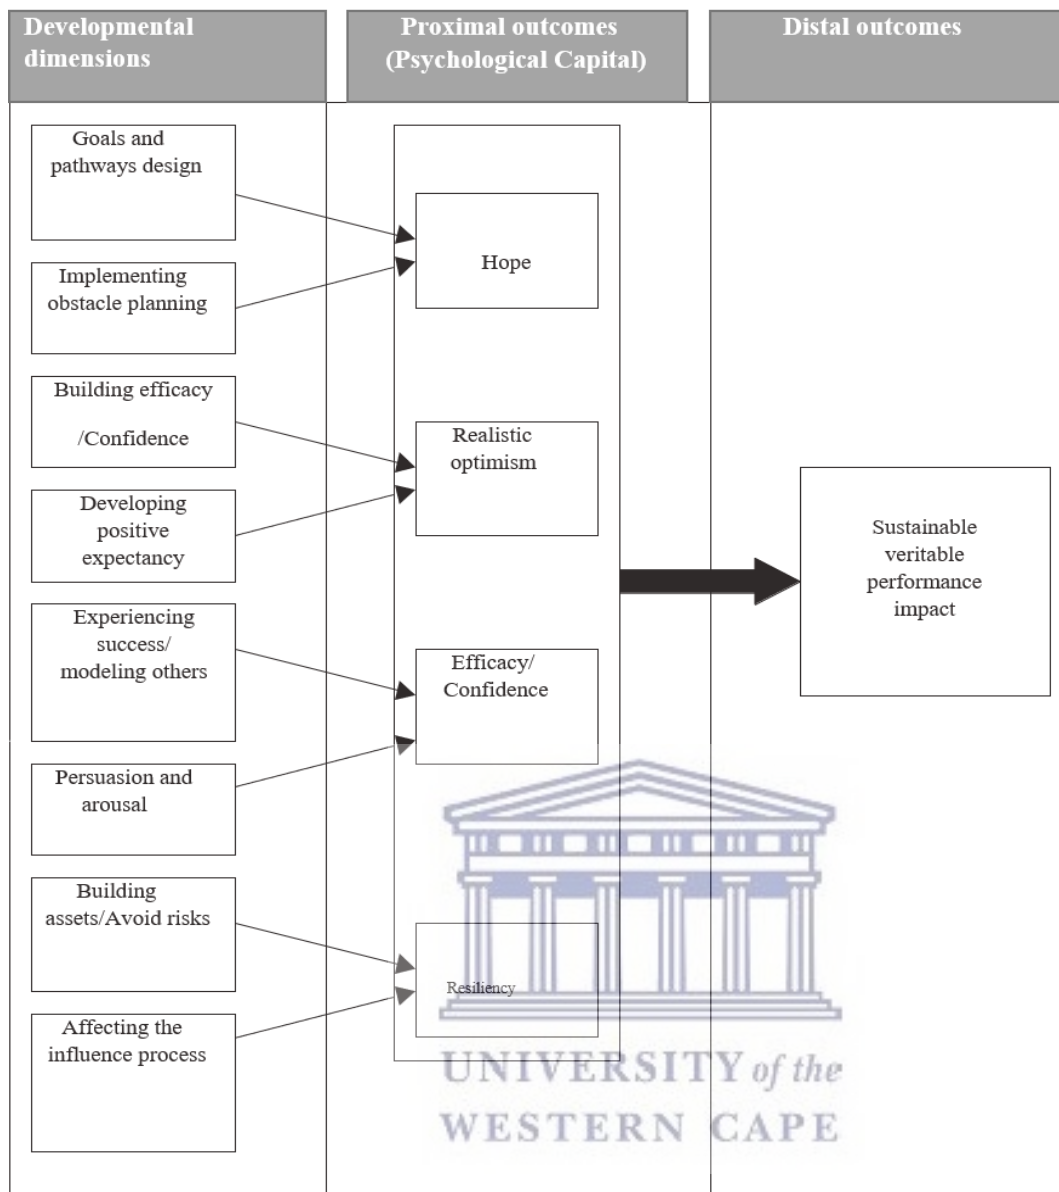 Developmental
dimensions
Proximal outcomes
(Psychological Capital)
Distal outcomes
Goals and
pathways design
Implementing
obstacle planning
Building efficacy
/Confidence
Developing
positive
expectancy
Experiencing
success/
modeling others
Persuasion and
arousal
Building
assets/Avoid risks
Affecting the
influence process
Hope
Realistic
optimism
Efficacy/
Confidence
Resiliency
Sustainable
veritable
performance
impact
UNIVERSITY of the
WESTERN CAPE